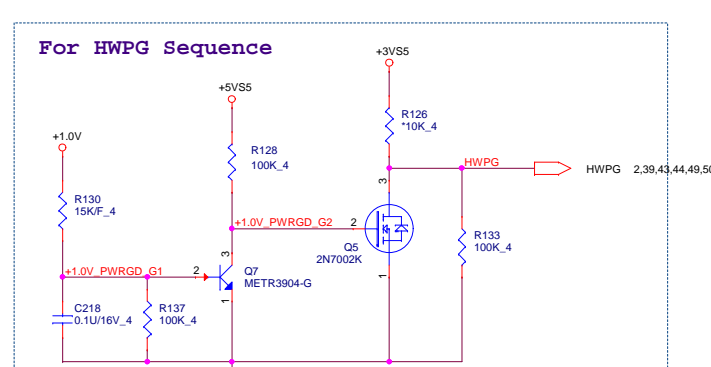 For HWPG Sequence
+3VS5
+5VS5
R126
*10K_4
+1.0V
R128
100K_4
HWPG
HWPG 2,39,43,44,49,50
3
R130
15K/F_4
+1.0V_PWRGD_G2
2
R133
100K_4
Q5
2N7002K
3
+1.0V_PWRGD_G1
2
Q7
METR3904-G
1
1
C218
0.1U/16V_4
R137
100K_4